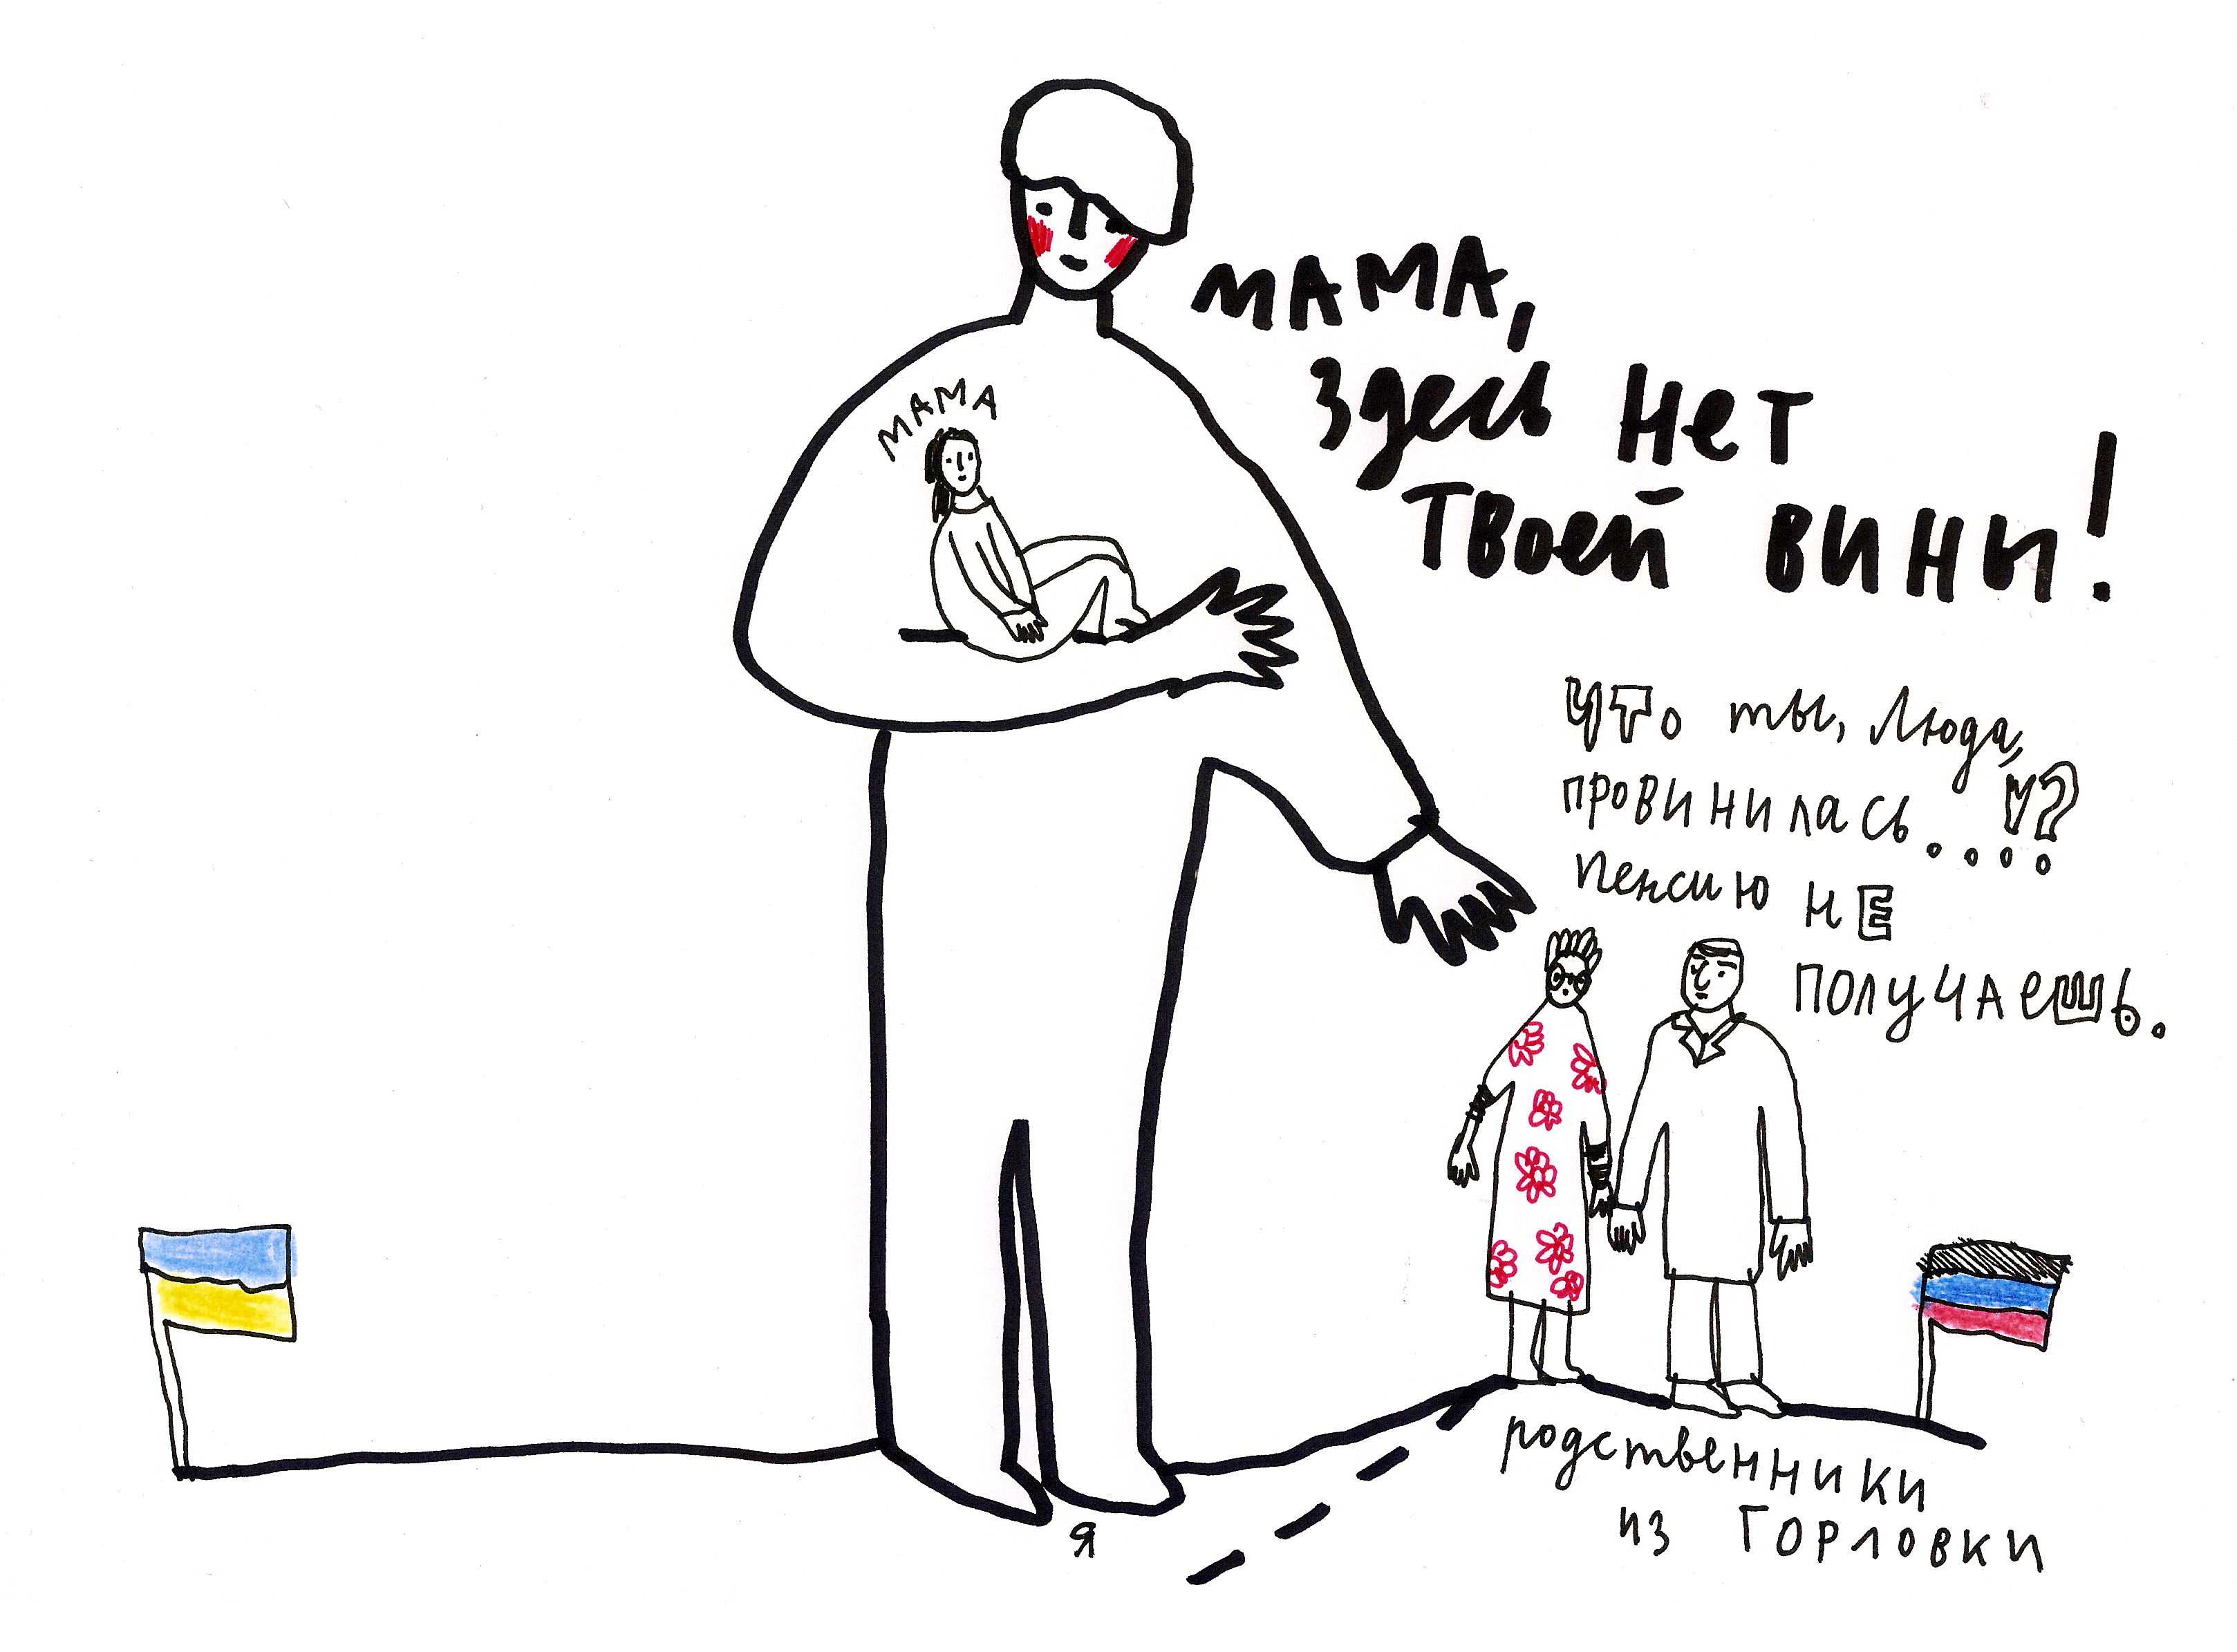 МАМА,
здесь нет
твоей вины!
МАМА
Что ты, Люда,
провинилась....!?
Пенсию не
получаешь.
родственники
из Горловки
я